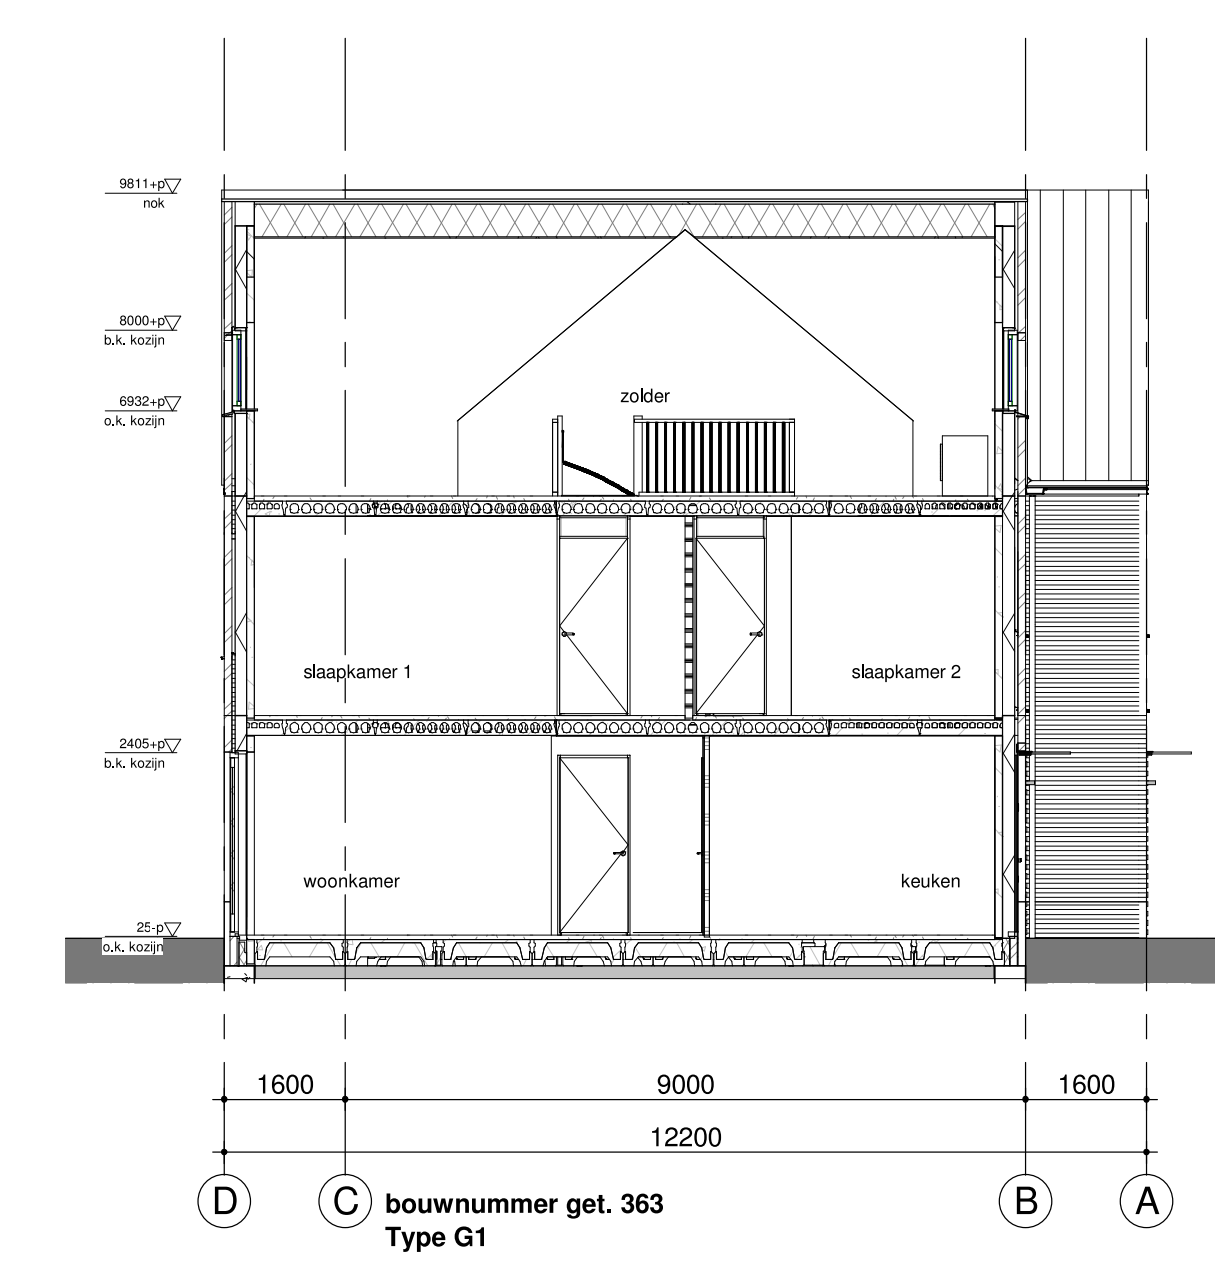 9811+p
nok
8000+p
b.k. kozijn
6932+p
o.k. kozijn
zolder
slaapkamer 1
slaapkamer 2
2405+p
b.k. kozijn
woonkamer
keuken
25-p
o.k. kozijn
1600
9000
1600
12200
D
C
B
A
bouwnummer get. 363
Type G1